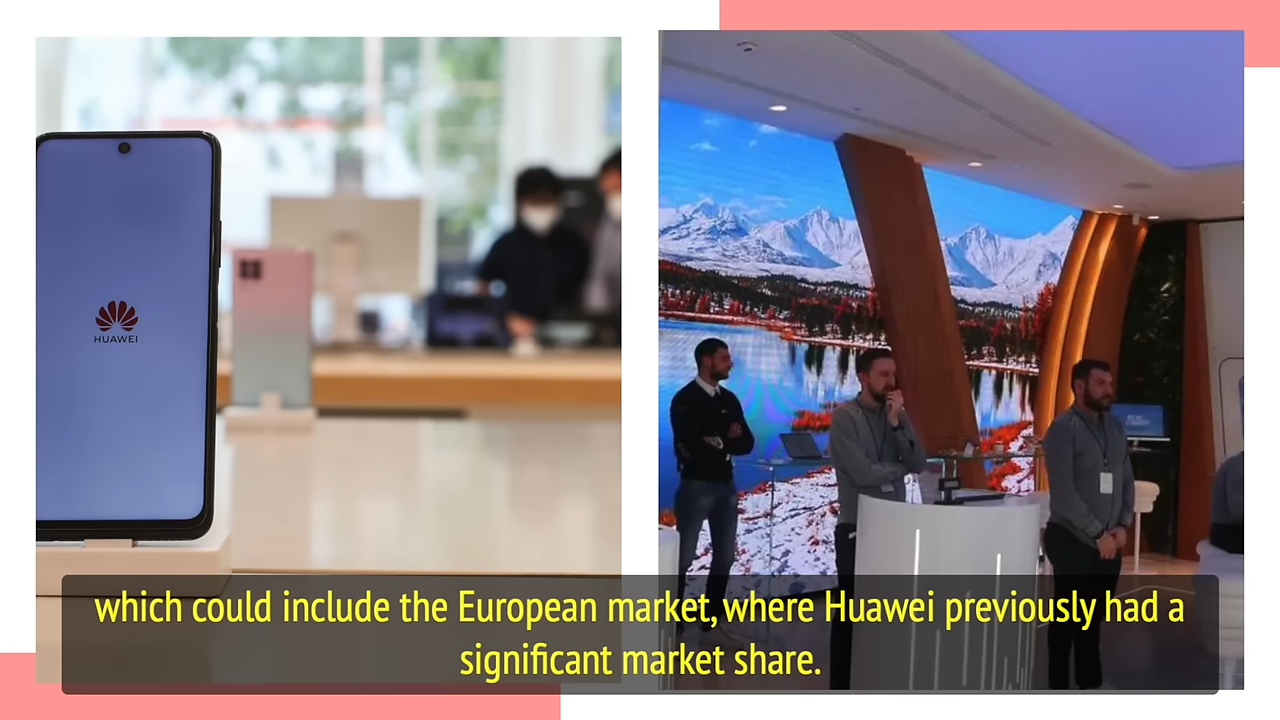 HUAWEI
which could include the European market, where Huawei previously had a
significant market share.